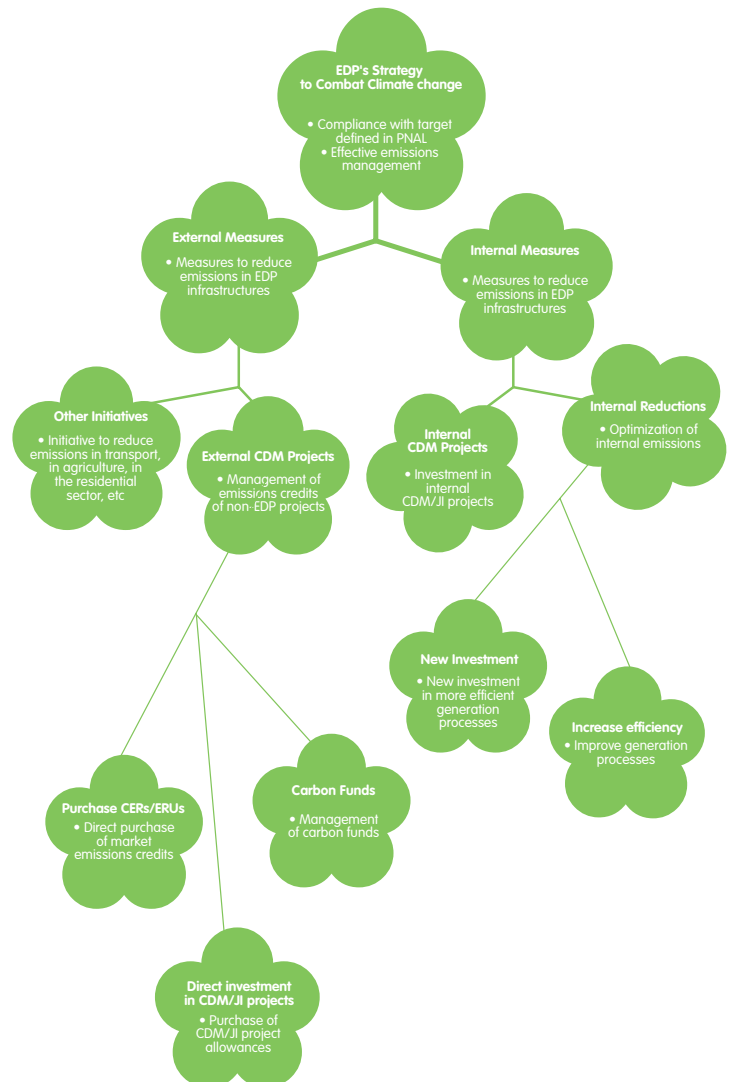 EDP's Strategy
to Combat Climate change
• Compliance with target
defined in PNAL
• Effective emissions
management
External Measures
• Measures to reduce
emissions in EDP
infrastructures
Internal Measures
• Measures to reduce
emissions in EDP
infrastructures
Other Initiatives
• Initiative to reduce
emissions in transport,
in agriculture, in
the residential
sector, etc
External CDM Projects
• Management of
emissions credits
of non-EDP projects
Internal
CDM Projects
• Investment in
internal
CDM/JI projects
Internal Reductions
• Optimization of
internal emissions
New Investment
• New investment
in more efficient
generation
processes
Increase efficiency
• Improve generation
processes
Purchase CERs/ERUs
• Direct purchase
of market
emissions credits
Carbon Funds
• Management
of carbon funds
Direct investment
in CDM/JI projects
• Purchase of
CDM/JI project
allowances